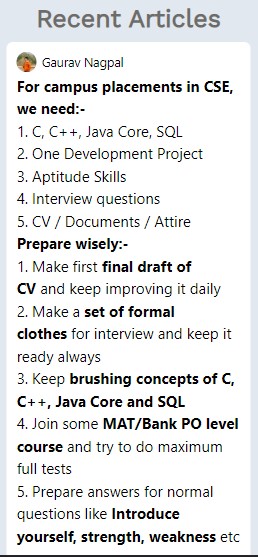 Recent Articles
Gaurav Nagpal
For campus placements in CSE,
we need:-
1. C, C++, Java Core, SQL
2. One Development Project
3. Aptitude Skills
4. Interview questions
5. CV / Documents / Attire
Prepare wisely:-
1. Make first final draft of
CV and keep improving it daily
2. Make a set of formal
clothes for interview and keep it
ready always
3. Keep brushing concepts of C,
C++, Java Core and SQL
4. Join some MAT/Bank PO level
course and try to do maximum
full tests
5. Prepare answers for normal
questions like Introduce
yourself, strength, weakness etc